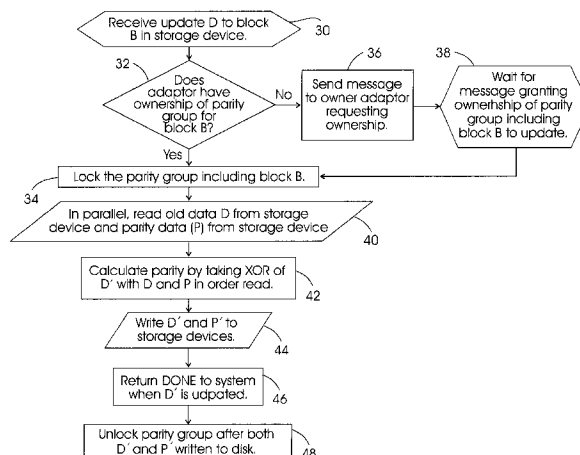 Receive update D to block
B in storage device.
30
32
Does
adaptor have
ownership of parity
group for
block B?
No
Yes
36
Send message
to owner adaptor
requesting
ownership.
38
Wait for
message granting
ownerhship of parity
group including
block B to update.
Lock the parity group including block B.
34
In parallel, read old data D from storage
device and parity data (P) from storage device
40
Calculate parity by taking XOR of
D´ with D and P in order read.
42
Write D´ and P´ to
storage devices.
44
Return DONE to system
when D´ is udpated.
46
Unlock parity group after both
D´ and P´ written to disk.
48